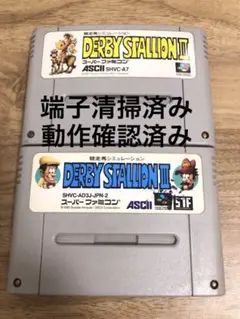 競走馬シミュレーション
DERBY STALLION II
スーパーファミコン
ASCII SHVC-A7
端子清掃済み
動作確認済み
競走馬シミュレーション
DERBY STALLION III
SHVC-AD3J-JPN-2
スーパーファミコン
ASCII